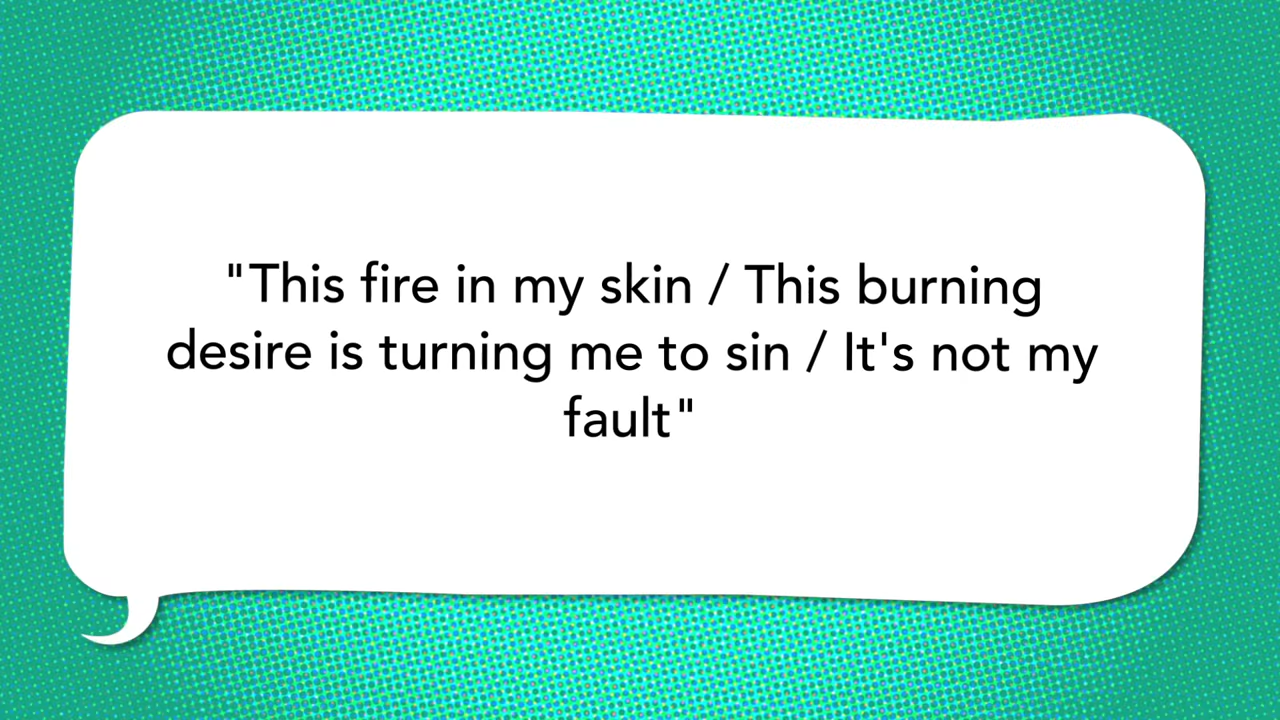 "This fire in my skin / This burning
desire is turning me to sin / It's not my
fault"